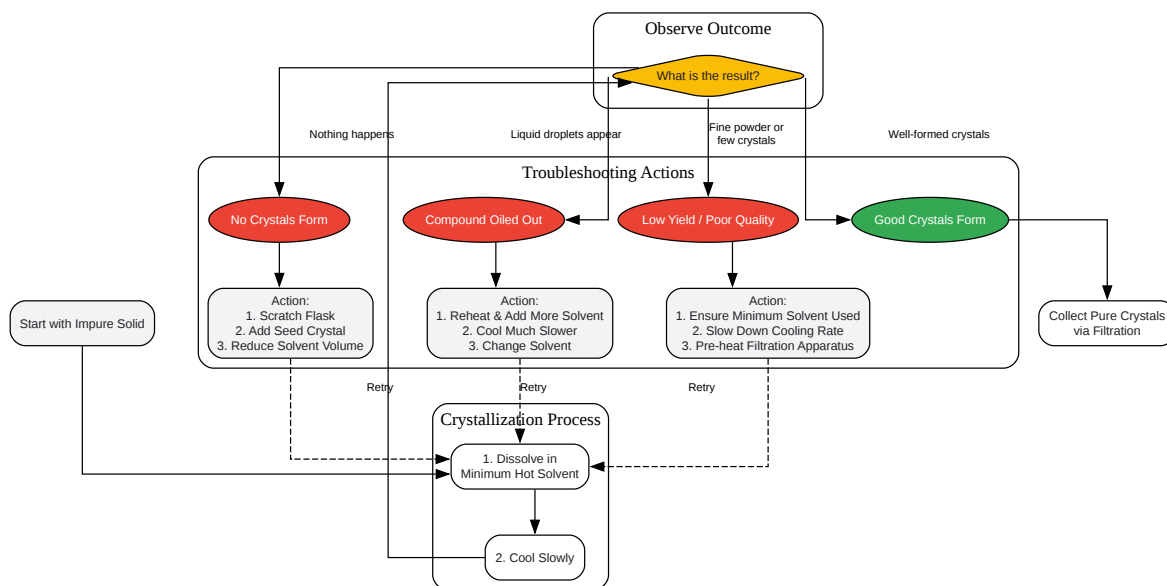 Observe Outcome
What is the result?
Nothing happens
Liquid droplets appear
Fine powder or
few crystals
Well-formed crystals
Troubleshooting Actions
No Crystals Form
Compound Oiled Out
Low Yield / Poor Quality
Good Crystals Form
Start with Impure Solid
Action:
1. Scratch Flask
2. Add Seed Crystal
3. Reduce Solvent Volume
Action:
1. Reheat & Add More Solvent
2. Cool Much Slower
3. Change Solvent
Action:
1. Ensure Minimum Solvent Used
2. Slow Down Cooling Rate
3. Pre-heat Filtration Apparatus
Collect Pure Crystals
via Filtration
Retry
Retry
Retry
Crystallization Process
1. Dissolve in
Minimum Hot Solvent
2. Cool Slowly